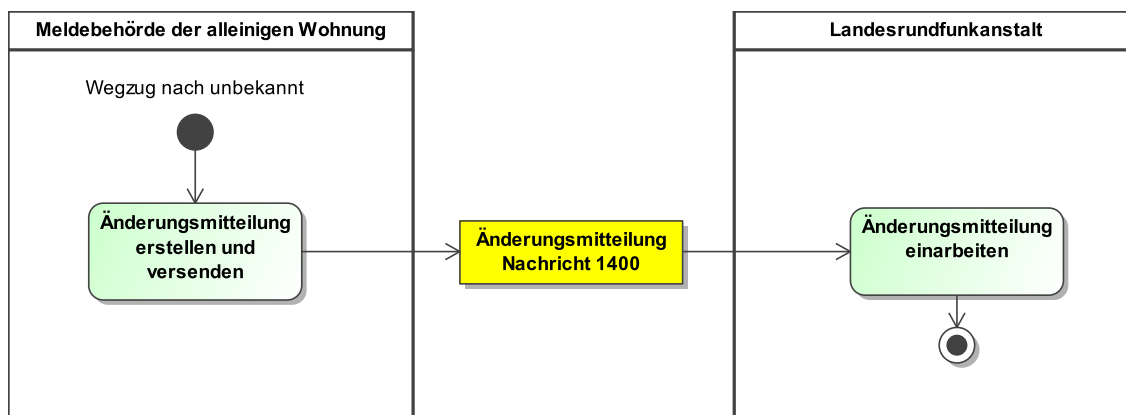 Meldebehörde der alleinigen Wohnung
Landesrundfunkanstalt
Wegzug nach unbekannt
Änderungsmitteilung
erstellen und
versenden
Änderungsmitteilung
Nachricht 1400
Änderungsmitteilung
einarbeiten